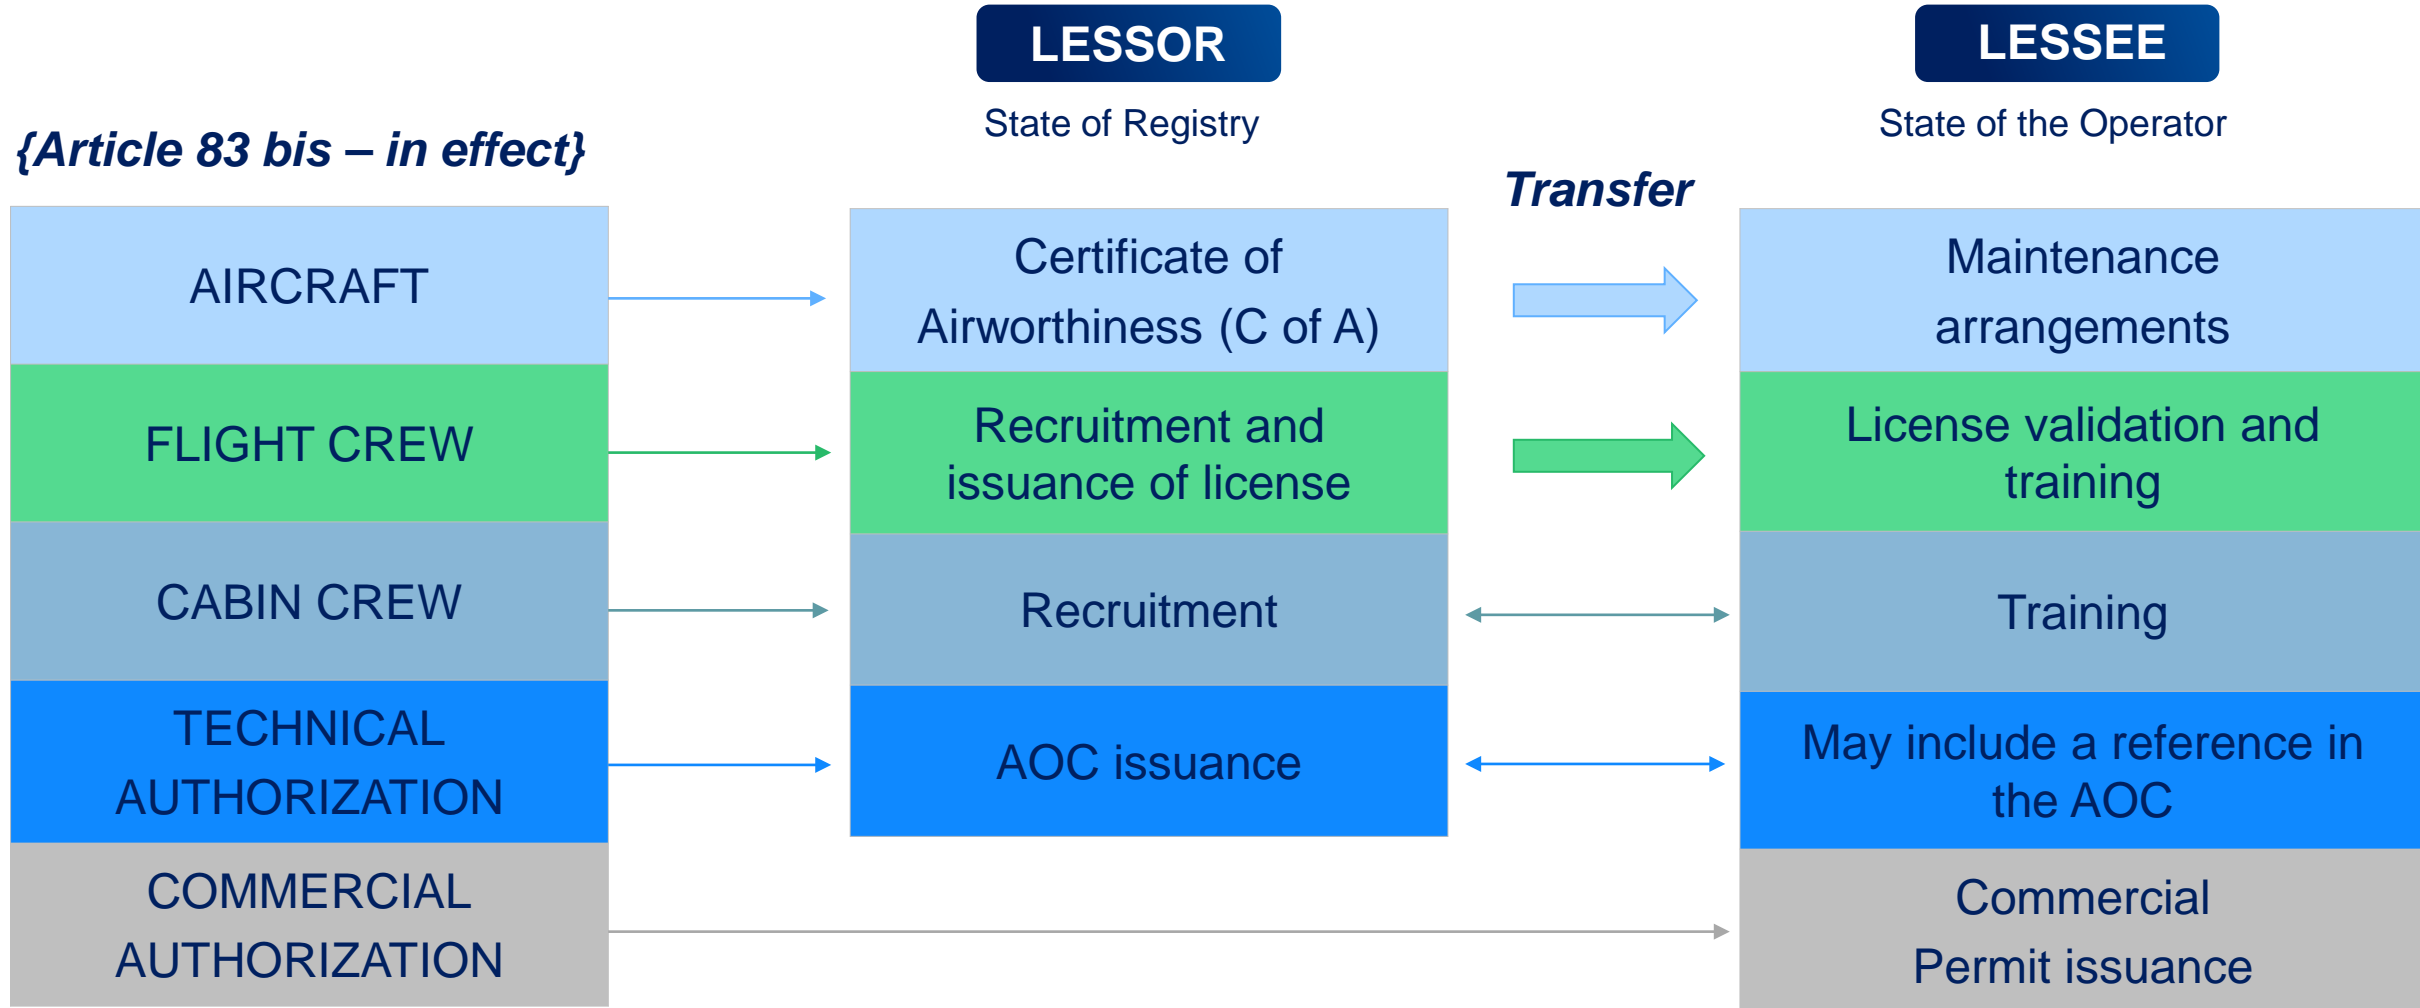 LESSOR
LESSEE
State of Registry
State of the Operator
{Article 83 bis – in effect}
Transfer
AIRCRAFT
Certificate of
Airworthiness (C of A)
Maintenance
arrangements
FLIGHT CREW
Recruitment and
issuance of license
License validation and
training
CABIN CREW
Recruitment
Training
TECHNICAL
AUTHORIZATION
AOC issuance
May include a reference in
the AOC
COMMERCIAL
AUTHORIZATION
Commercial
Permit issuance